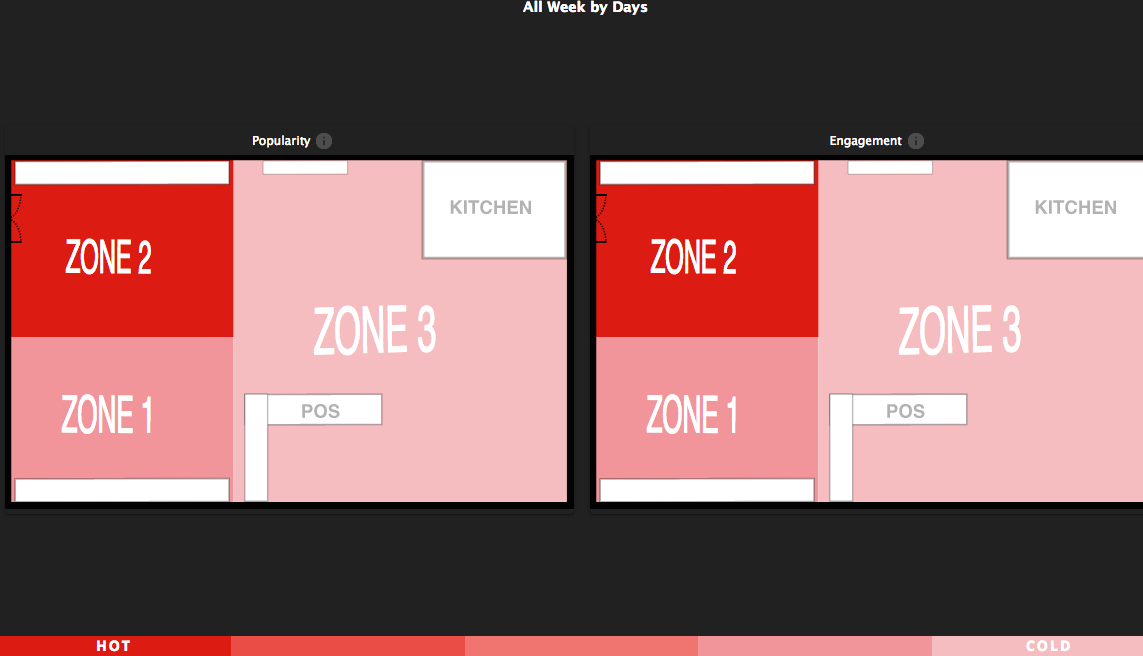 All Week by Days
Popularity i
KITCHEN
ZONE 2
ZONE 3
ZONE 1
POS
Engagement i
KITCHEN
ZONE 2
ZONE 3
ZONE 1
POS
HOT
COLD